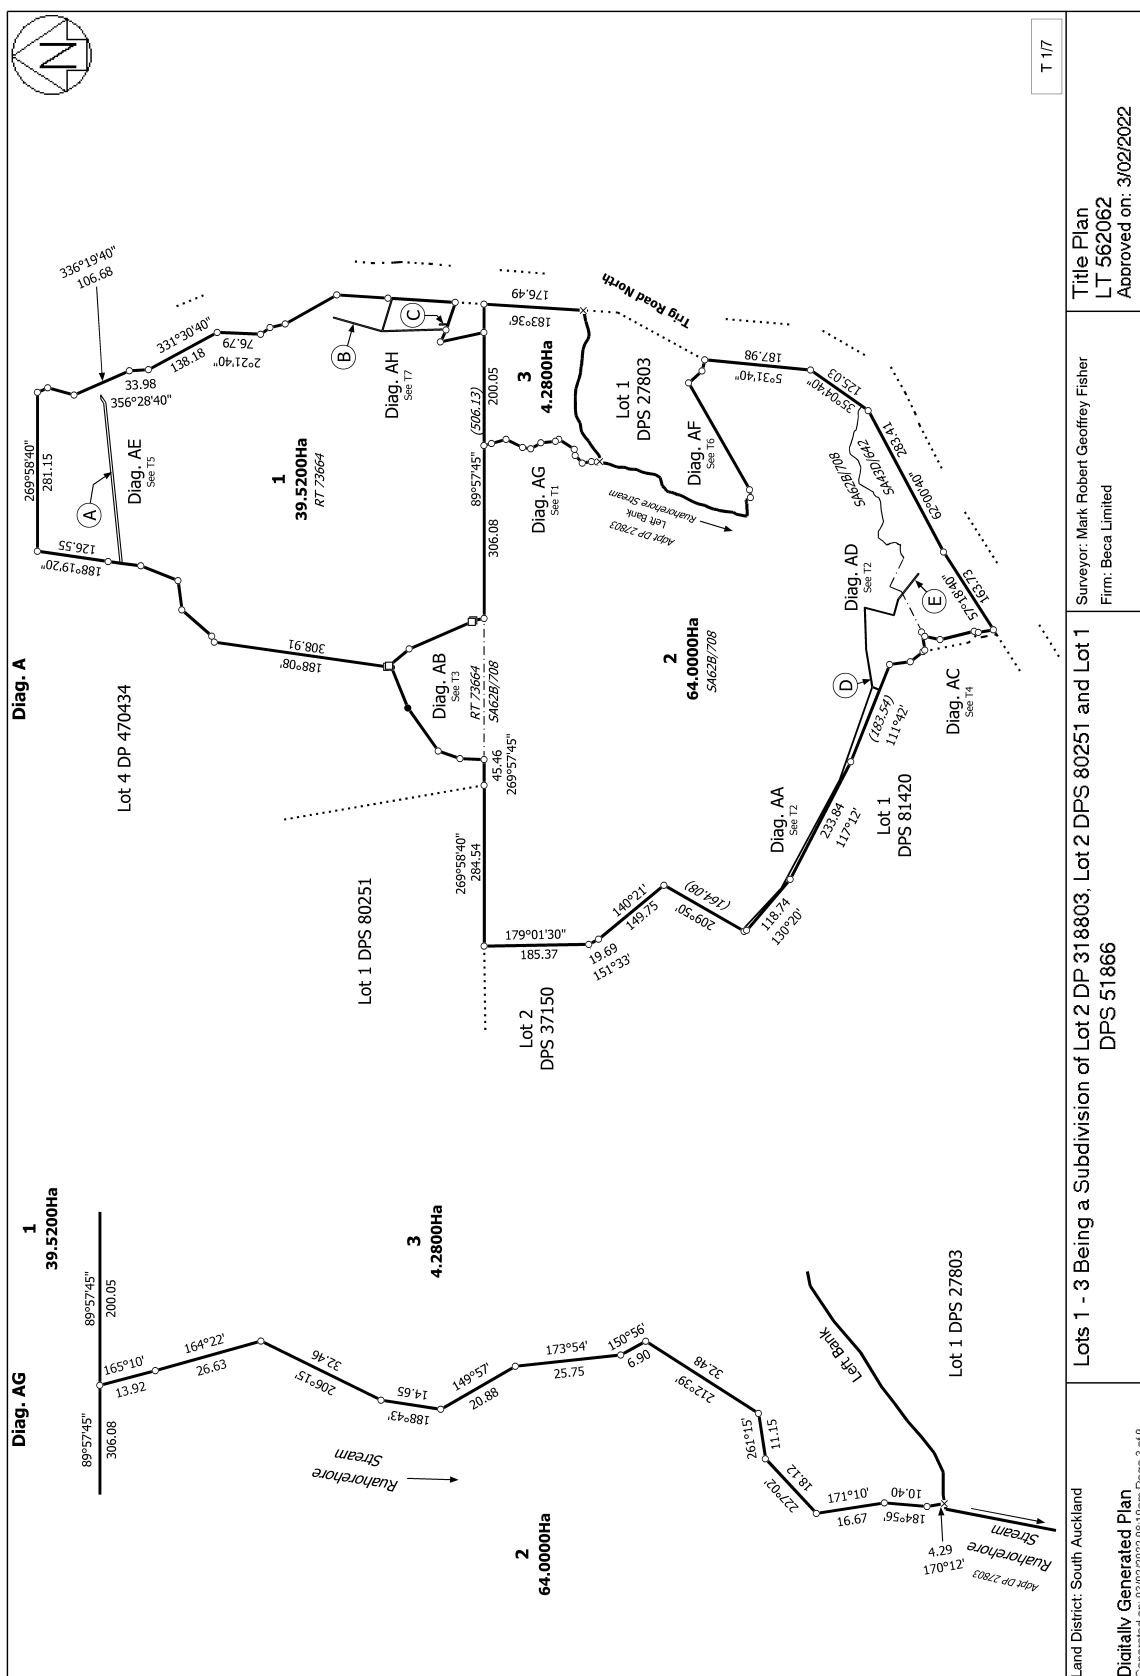 Diag. AG
1
39.5200Ha
89°57'45"
306.08
89°57'45"
200.05
165°10'
13.92
164°22'
26.63
32.46
206°15'
14.65
188°43'
149°57'
20.88
173°54'
25.75
150°56'
6.90
32.48
212°39'
261°15'
11.15
18.12
227°02'
171°10'
16.67
10.40
184°56'
4.29
170°12'
3
4.2800Ha
Ruahorehore
Stream
2
64.0000Ha
Left Bank
Lot 1 DPS 27803
Ruahorehore
Stream
Adpt DP 27803
Diag. A
N
336°19'40"
106.68
269°58'40"
281.15
33.98
356°28'40"
331°30'40"
138.18
76.79
2°21'40"
126.55
188°19'20"
A
Diag. AE
See T5
B
C
Diag. AH
See T7
1
39.5200Ha
RT 73664
308.91
188°08'
Lot 4 DP 470434
Diag. AB
See T3
RT 73664
SA62B/708
45.46
269°57'45"
269°58'40"
284.54
Lot 1 DPS 80251
89°57'45"
306.08
(506.13)
200.05
176.49
183°36'
3
4.2800Ha
Diag. AG
See T1
Lot 1
DPS 27803
Trig Road North
Adpt DP 27803
Left Bank
Ruahorehore Stream
Diag. AF
See T6
187.98
5°31'40"
125.03
35°04'40"
283.41
62°00'40"
163.73
57°18'40"
SA62B/708
SA43D/642
Diag. AD
See T2
E
D
2
64.0000Ha
SA62B/708
Diag. AC
See T4
(183.54)
111°42'
Lot 1
DPS 81420
233.84
117°12'
Diag. AA
See T2
118.74
130°20'
(164.08)
209°50'
140°21'
149.75
19.69
151°33'
179°01'30"
185.37
Lot 2
DPS 37150
T 1/7
Land District: South Auckland
Digitally Generated Plan
Lots 1 - 3 Being a Subdivision of Lot 2 DP 318803, Lot 2 DPS 80251 and Lot 1
DPS 51866
Surveyor: Mark Robert Geoffrey Fisher
Firm: Beca Limited
Title Plan
LT 562062
Approved on: 3/02/2022